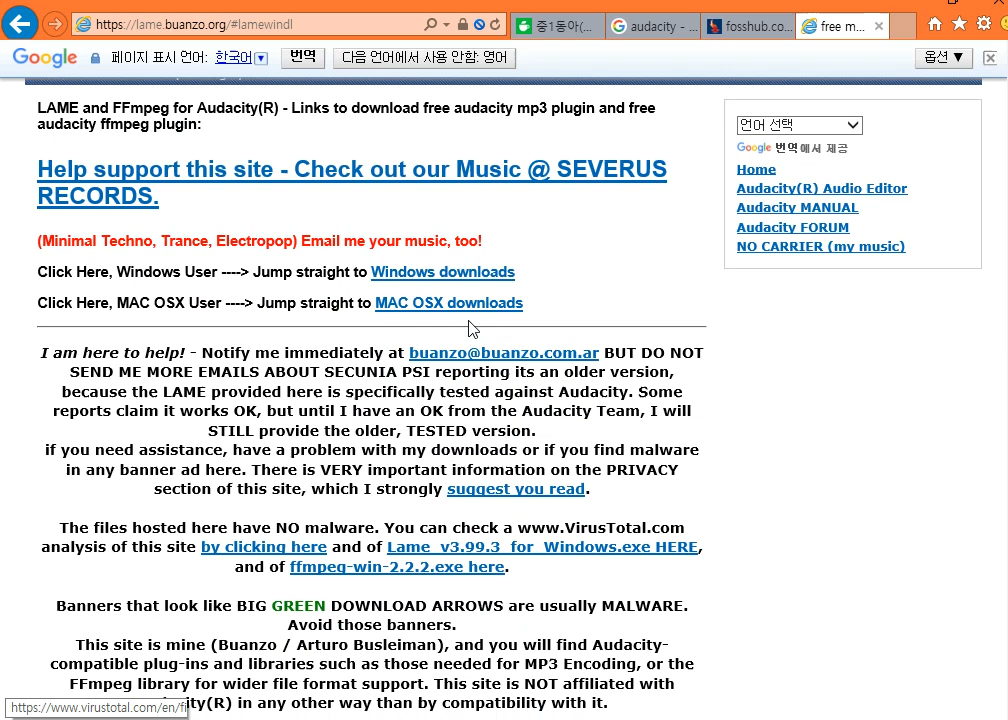 https://lame.buanzo.org/#lamewindl
중1동아(...
audacity - ...
fosshub.co...
free m...
Google
페이지 표시 언어: 한국어▼ 번역 다음 언어에서 사용 안함: 영어
옵션 ▼
LAME and FFmpeg for Audacity(R) - Links to download free audacity mp3 plugin and free
audacity ffmpeg plugin:
Help support this site - Check out our Music @ SEVERUS
RECORDS.
(Minimal Techno, Trance, Electropop) Email me your music, too!
Click Here, Windows User ----> Jump straight to Windows downloads
Click Here, MAC OSX User ----> Jump straight to MAC OSX downloads
I am here to help! - Notify me immediately at buanzo@buanzo.com.ar BUT DO NOT
SEND ME MORE EMAILS ABOUT SECUNIA PSI reporting its an older version,
because the LAME provided here is specifically tested against Audacity. Some
reports claim it works OK, but until I have an OK from the Audacity Team, I will
STILL provide the older, TESTED version.
if you need assistance, have a problem with my downloads or if you find malware
in any banner ad here. There is VERY important information on the PRIVACY
section of this site, which I strongly suggest you read.
The files hosted here have NO malware. You can check a www.VirusTotal.com
analysis of this site by clicking here and of Lame_v3.99.3_for_Windows.exe HERE,
and of ffmpeg-win-2.2.2.exe here.
Banners that look like BIG GREEN DOWNLOAD ARROWS are usually MALWARE.
Avoid those banners.
This site is mine (Buanzo / Arturo Busleiman), and you will find Audacity-
compatible plug-ins and libraries such as those needed for MP3 Encoding, or the
FFmpeg library for wider file format support. This site is NOT affiliated with
city(R) in any other way than by compatibility with it.
https://www.virustotal.com/en/fi
언어 선택
Google 번역에서 제공
Home
Audacity(R) Audio Editor
Audacity MANUAL
Audacity FORUM
NO CARRIER (my music)